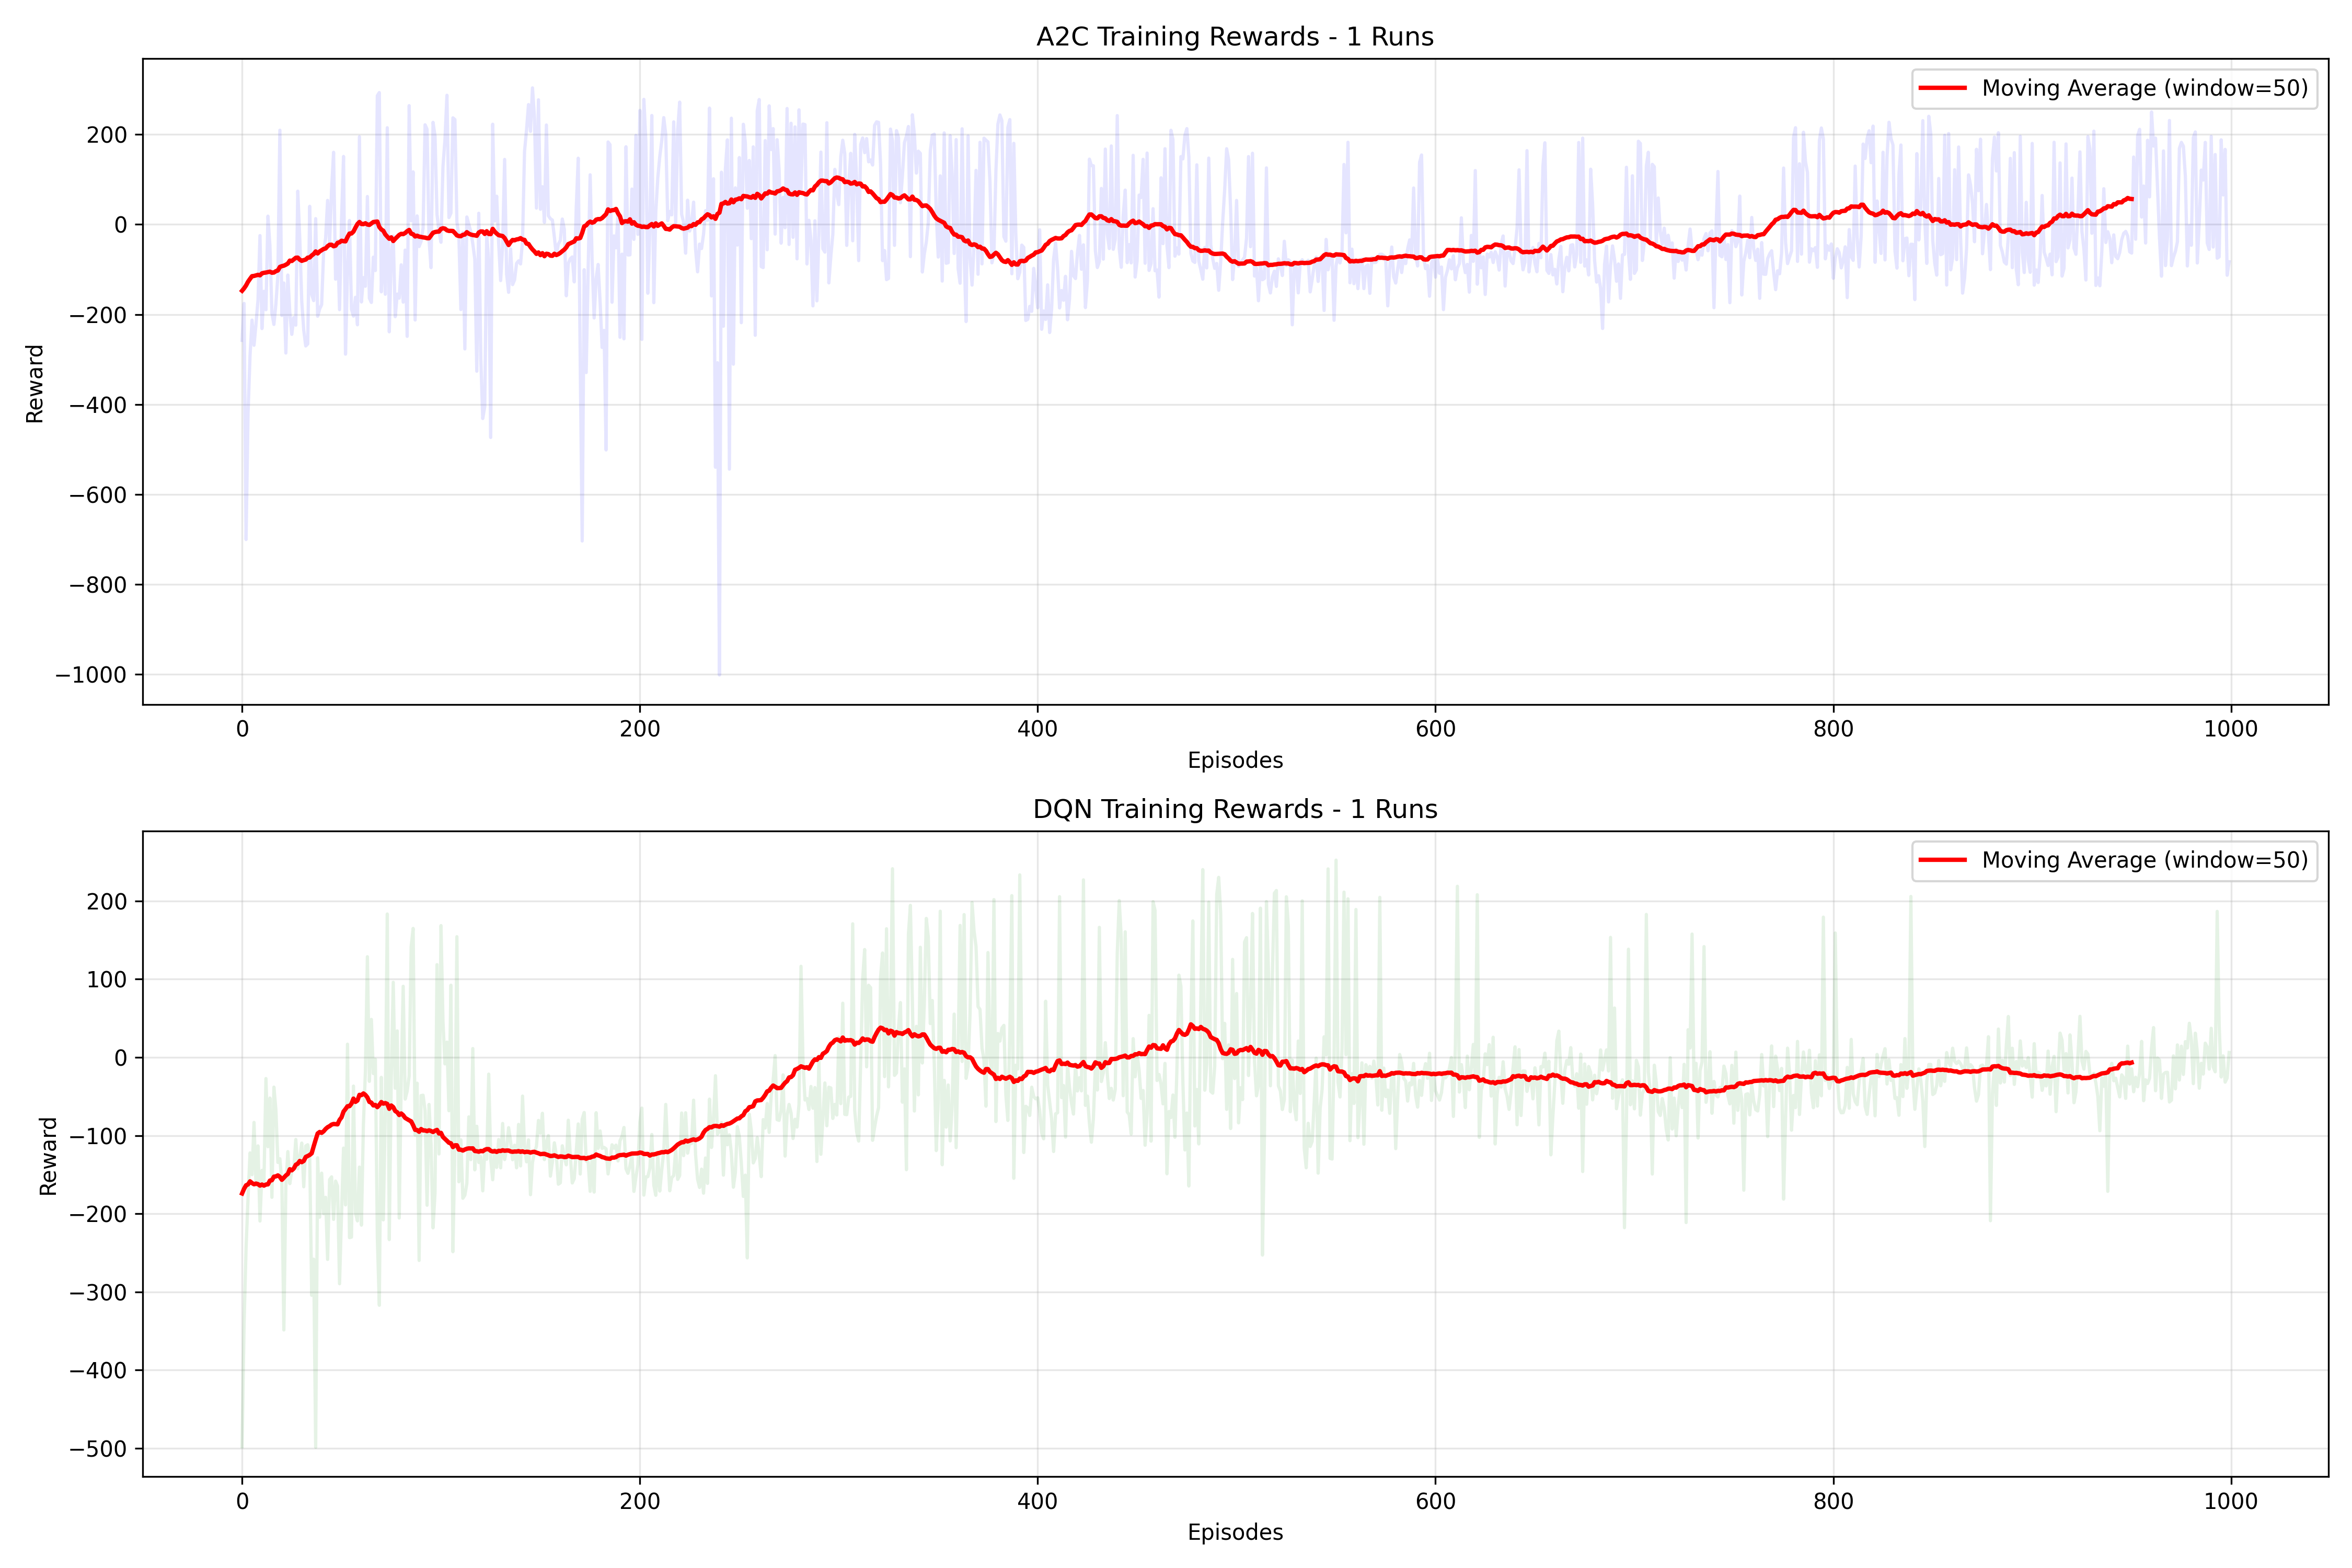 A2C Training Rewards - 1 Runs
Moving Average (window=50)
200
0
−200
−400
−600
−800
−1000
Reward
0 200 400 600 800 1000
Episodes
DQN Training Rewards - 1 Runs
Moving Average (window=50)
200
100
0
−100
−200
−300
−400
−500
Reward
0 200 400 600 800 1000
Episodes